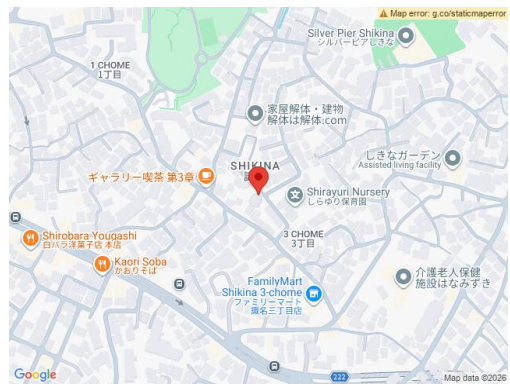 Map error: g.co/staticmaperror
Silver Pier Shikina
シルバーピアしきな
1 CHOME
1丁目
家屋解体・建物
解体は解体.com
しきなガーデン
Assisted living facility
SHIKINA
ギャラリー喫茶 第3章
Shirayuri Nursery
しらゆり保育園
3 CHOME
3丁目
Shirobara Yougashi
白バラ洋菓子店 本店
Kaori Soba
かおりそば
FamilyMart
Shikina 3-chome
ファミリーマート
識名三丁目店
介護老人保健
施設はなみずき
222
Google
Map data ©2026